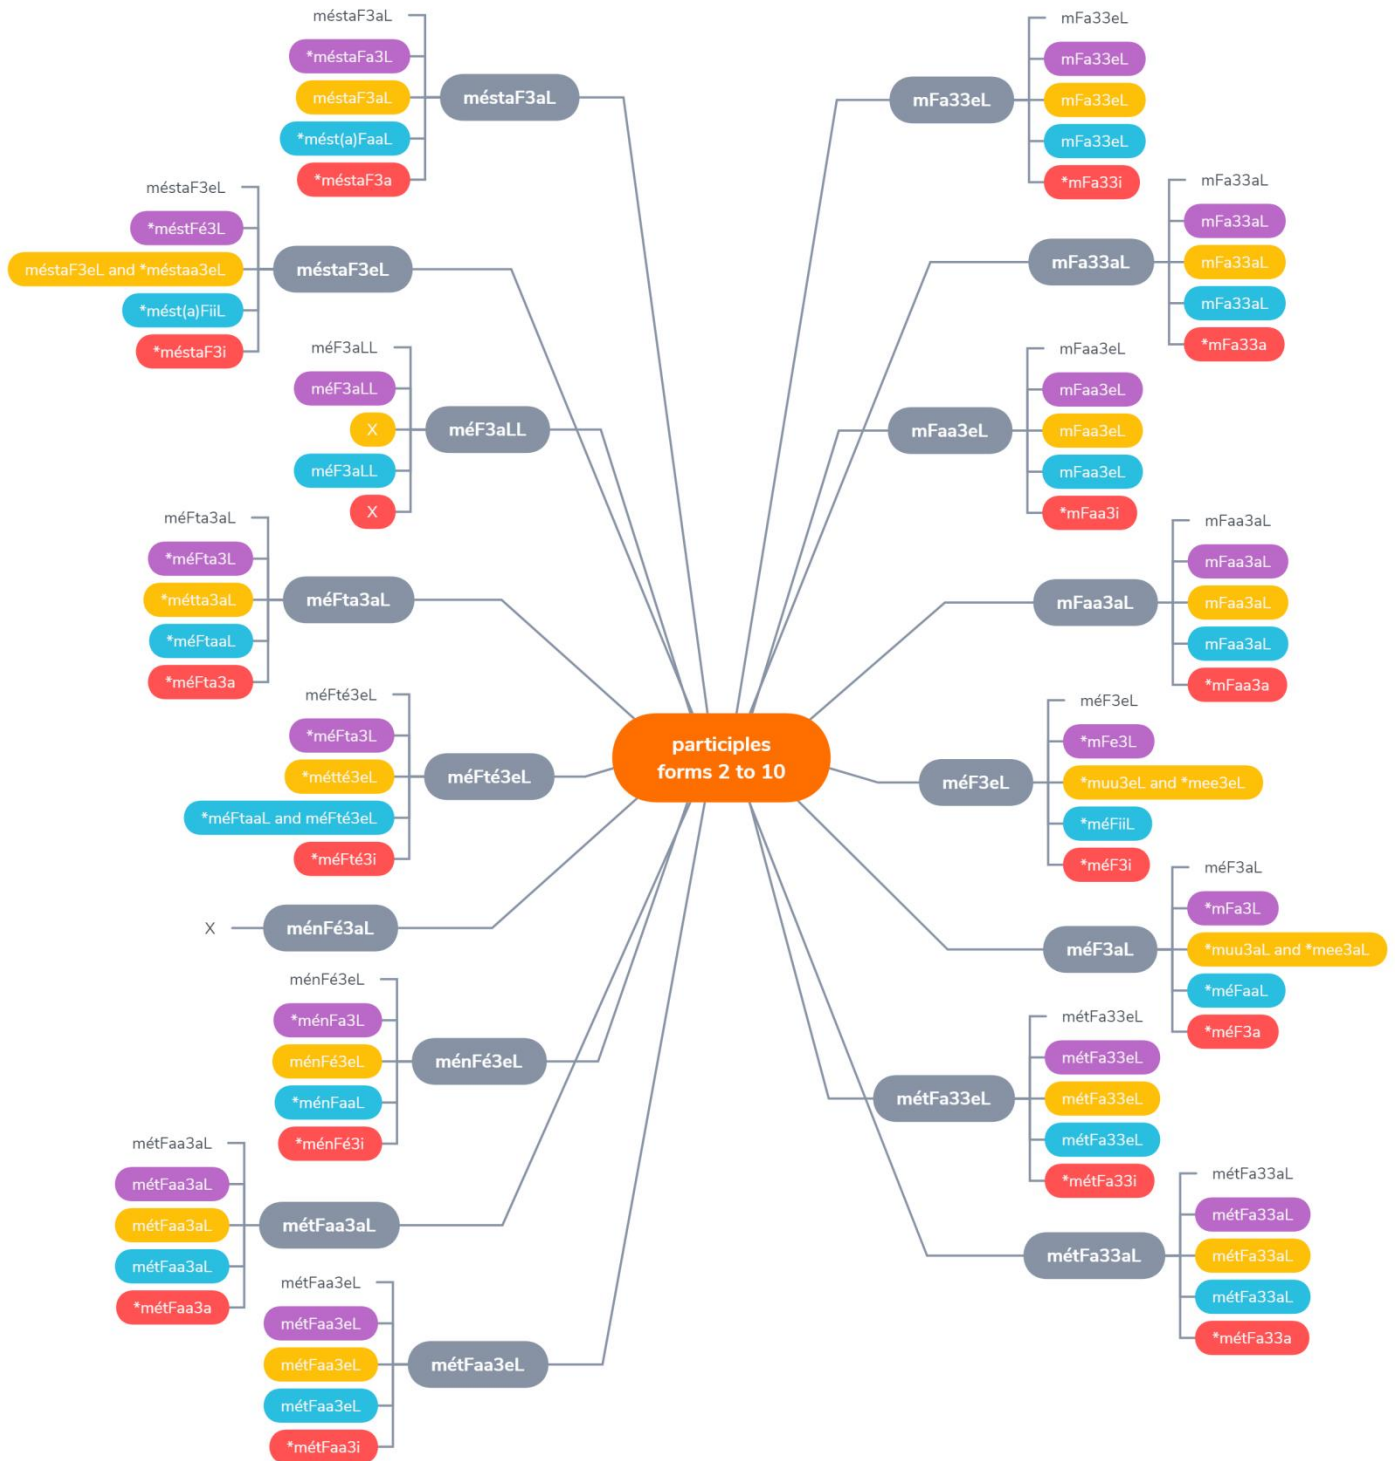 participles
forms 2 to 10
mFa33eL
mFa33eL
mFa33eL
mFa33eL
mFa33eL
*mFa33i
mFa33aL
mFa33aL
mFa33aL
mFa33aL
mFa33aL
*mFa33a
mFaa3eL
mFaa3eL
mFaa3eL
mFaa3eL
mFaa3eL
*mFaa3i
mFaa3aL
mFaa3aL
mFaa3aL
mFaa3aL
mFaa3aL
*mFaa3a
méF3eL
méF3eL
*mFe3L
*muu3eL and *mee3eL
*méFiiL
*méF3i
méF3aL
méF3aL
*mFa3L
*muu3aL and *mee3aL
*méFaaL
*méF3a
métFa33eL
métFa33eL
métFa33eL
métFa33eL
métFa33eL
*métFa33i
métFa33aL
métFa33aL
métFa33aL
métFa33aL
métFa33aL
*métFa33a
méstaF3aL
méstaF3aL
*méstaFa3L
méstaF3aL
*mést(a)FaaL
*méstaF3a
méstaF3eL
méstaF3eL
*méstFé3L
méstaF3eL and *méstaa3eL
*mést(a)FiiL
*méstaF3i
méF3aLL
méF3aLL
méF3aLL
X
méF3aLL
X
méFta3aL
méFta3aL
*méFta3L
*métta3aL
*méFtaaL
*méFta3a
méFté3eL
méFté3eL
*méFta3L
*métté3eL
*méFtaaL and méFté3eL
*méFté3i
ménFé3aL
X
ménFé3eL
ménFé3eL
*ménFa3L
ménFé3eL
*ménFaaL
*ménFé3i
métFaa3aL
métFaa3aL
métFaa3aL
métFaa3aL
métFaa3aL
*métFaa3a
métFaa3eL
métFaa3eL
métFaa3eL
métFaa3eL
métFaa3eL
*métFaa3i